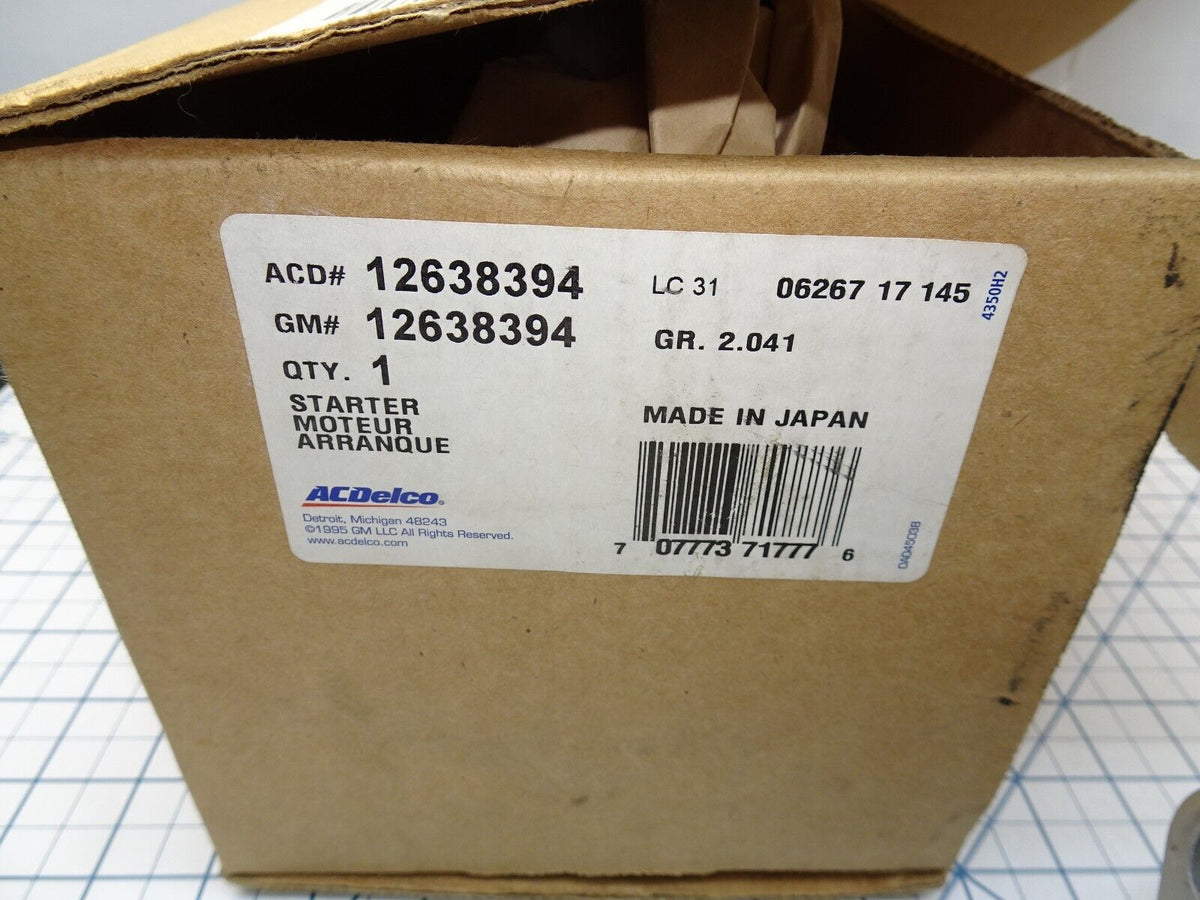 ACD# 12638394 LC 31 06267 17 145
4350H2
GM# 12638394 GR. 2.041
QTY. 1
STARTER
MOTEUR
ARRANQUE
MADE IN JAPAN
ACDelco®
Detroit, Michigan 48243
©1995 GM LLC All Rights Reserved.
www.acdelco.com
7 07773 71777 6
0AD4503B